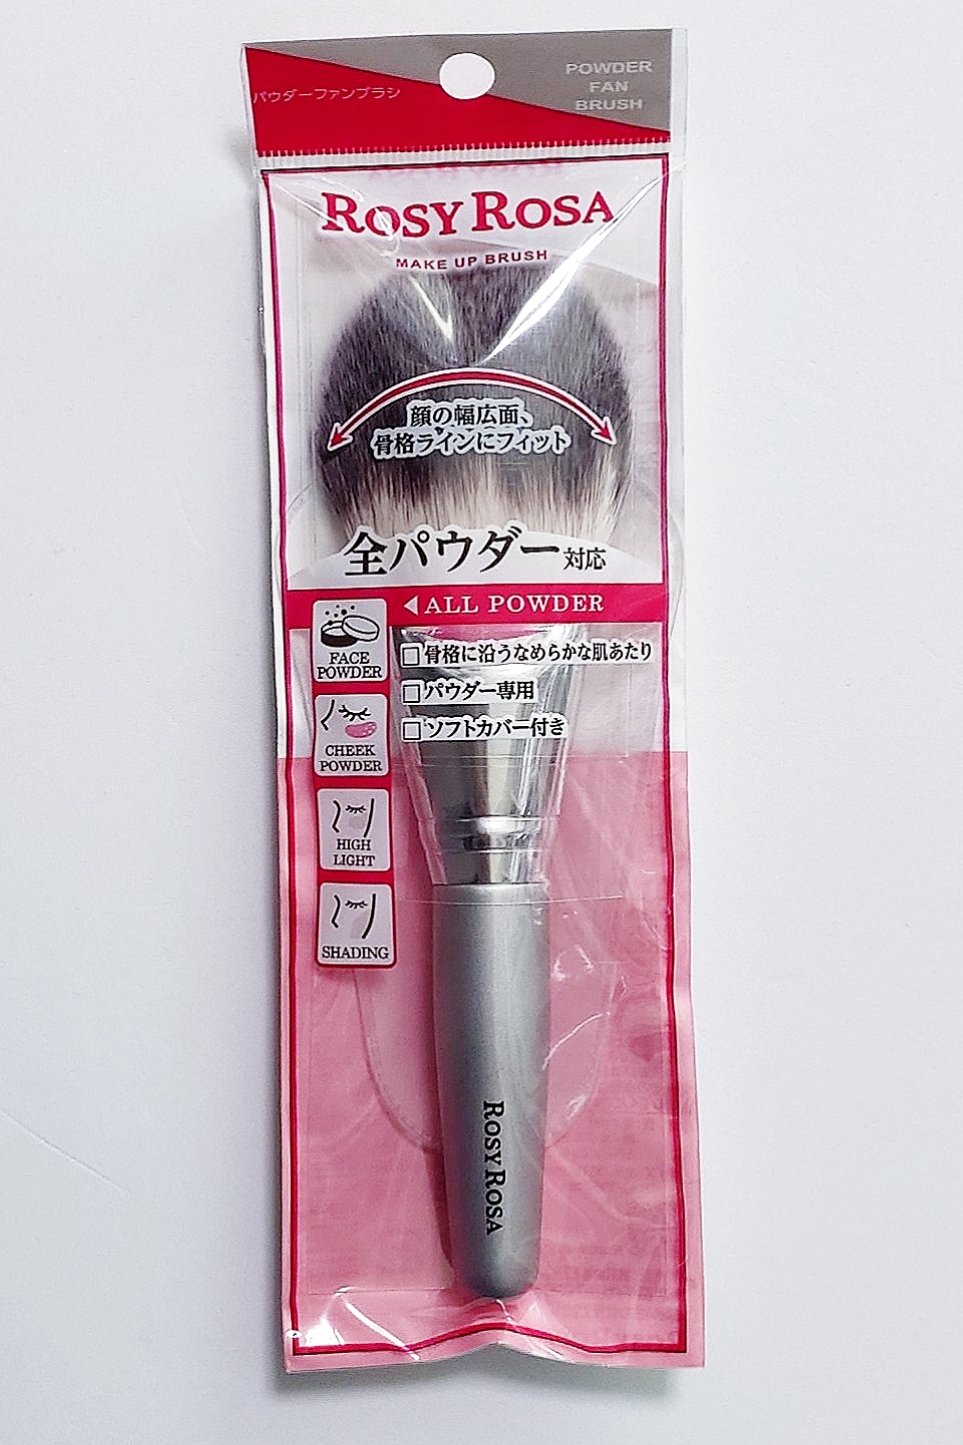 パウダーファンブラシ
POWDER
FAN
BRUSH
ROSY ROSA
MAKE UP BRUSH
顔の幅広面、
骨格ラインにフィット
全パウダー対応
◀ALL POWDER
FACE
POWDER
CHEEK
POWDER
HIGH
LIGHT
SHADING
□骨格に沿うなめらかな肌あたり
□パウダー専用
□ソフトカバー付き
ROSY ROSA